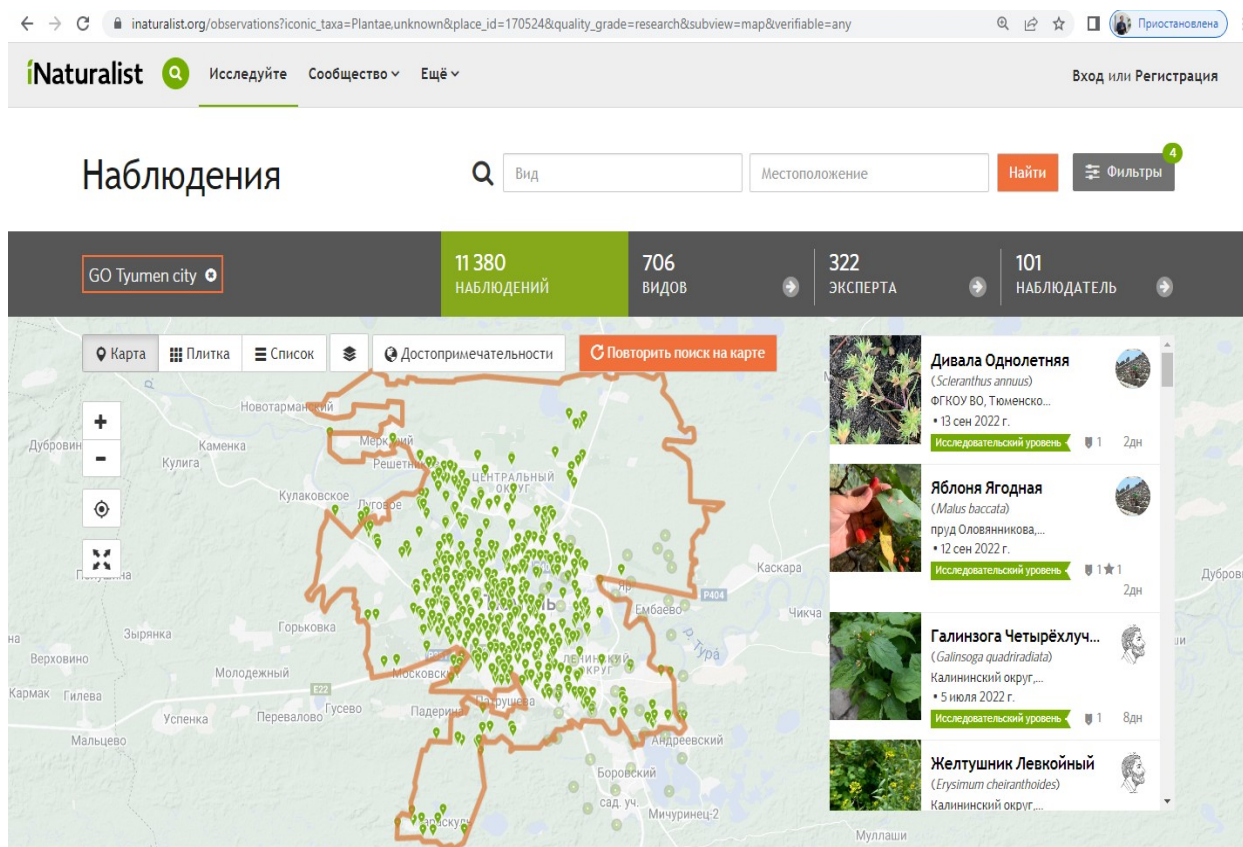 inaturalist.org/observations?iconic_taxa=Plantae,unknown&place_id=170524&quality_grade=research&subview=map&verifiable=any
Приостановлена
iNaturalist
Исследуйте
Сообщество
Ещё
Вход или Регистрация
Наблюдения
Вид
Местоположение
Найти
Фильтры
4
GO Tyumen city
11 380
НАБЛЮДЕНИЙ
706
ВИДОВ
322
ЭКСПЕРТА
101
НАБЛЮДАТЕЛЬ
Карта
Плитка
Список
Достопримечательности
Повторить поиск на карте
Дивала Однолетняя
(Scleranthus annuus)
ФГКОУ ВО, Тюменско...
• 13 сен 2022 г.
Исследовательский уровень
1
2дн
Яблоня Ягодная
(Malus baccata)
пруд Оловянникова,...
• 12 сен 2022 г.
Исследовательский уровень
1 ★ 1
2дн
Галинзога Четырёхлуч...
(Galinsoga quadriradiata)
Калининский округ,...
• 5 июля 2022 г.
Исследовательский уровень
1
8дн
Желтушник Левкойный
(Erysimum cheiranthoides)
Калининский округ,...
+
-
Новотарманский
Дубровин
Каменка
Кулига
Кулаковское
Луговое
ЦЕНТРАЛЬНЫЙ
ОКРУГ
Каскара
Яр
Ембаево
P404
Чикча
р. Тура
Дубров
Зырянка
Горьковка
Верховино
Молодежный
Кармак
Гилева
E22
Успенка
Перевалово
Гусево
Мальцево
Андреевский
Боровский
сад. уч.
Мичуринец-2
Муллаши